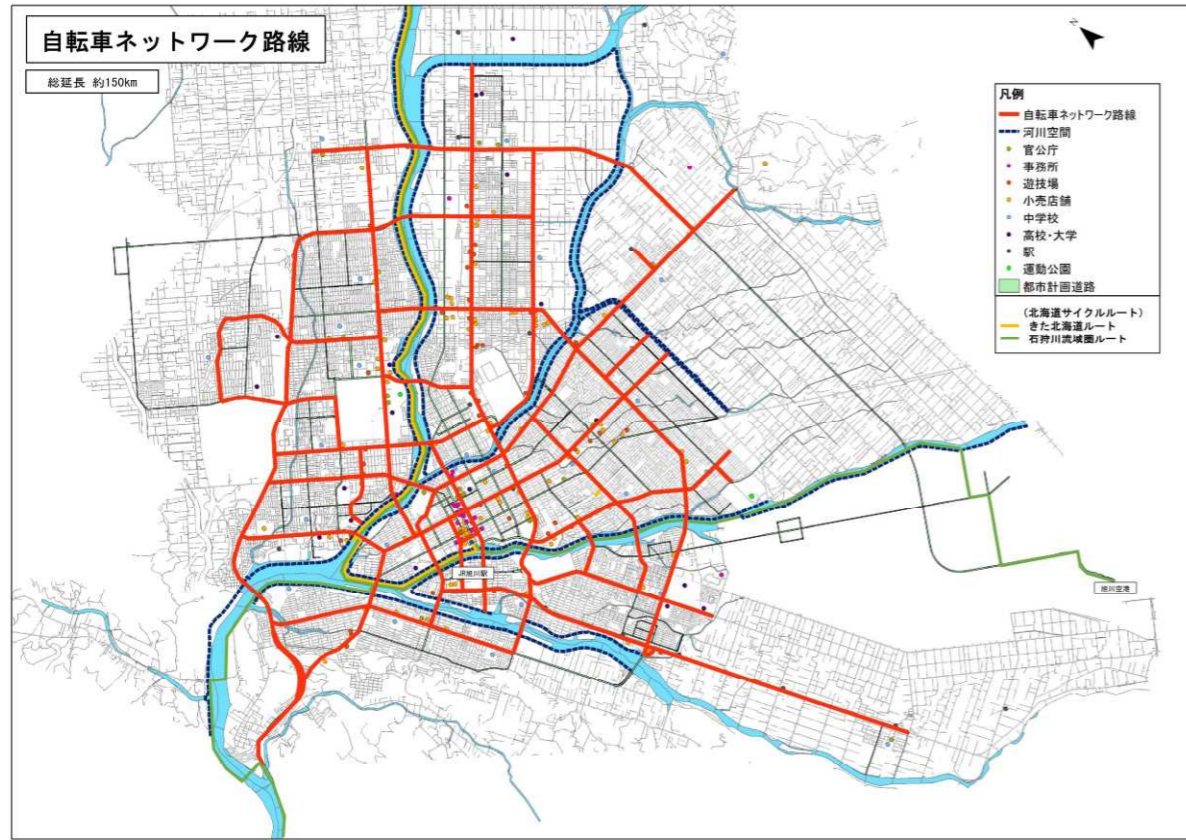 自転車ネットワーク路線
総延長 約150km
N
凡例
自転車ネットワーク路線
河川空間
官公庁
事務所
遊技場
小売店舗
中学校
高校・大学
駅
運動公園
都市計画道路
(北海道サイクルルート)
きた北海道ルート
石狩川流域圏ルート
JR旭川駅
旭川空港